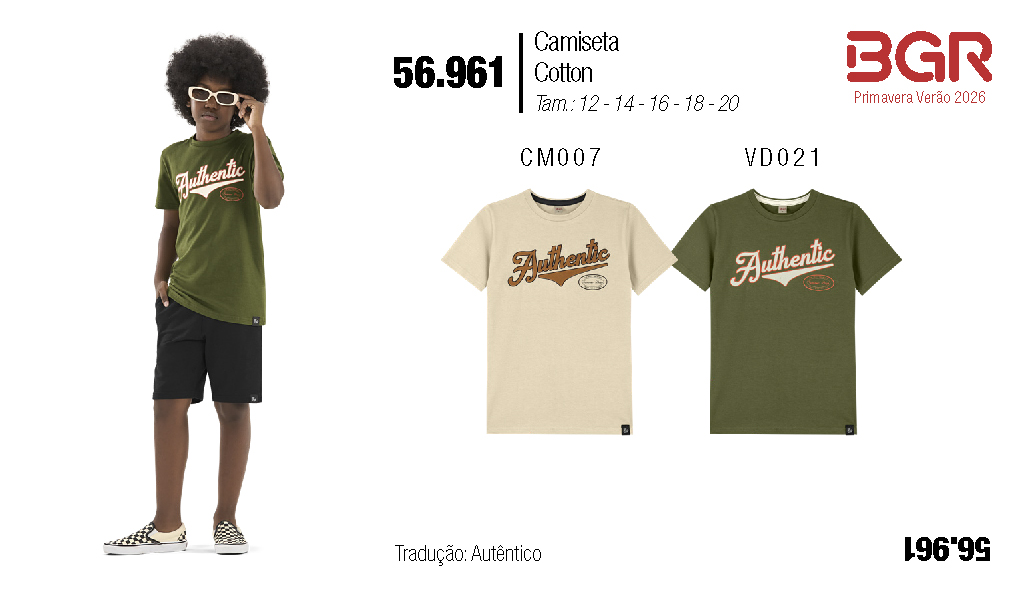 56.961
Camiseta
Cotton
Tam.: 12 - 14 - 16 - 18 - 20
BGR
Primavera Verão 2026
CM007
VD021
Authentic
Authentic
Authentic
Tradução: Autêntico
56.961